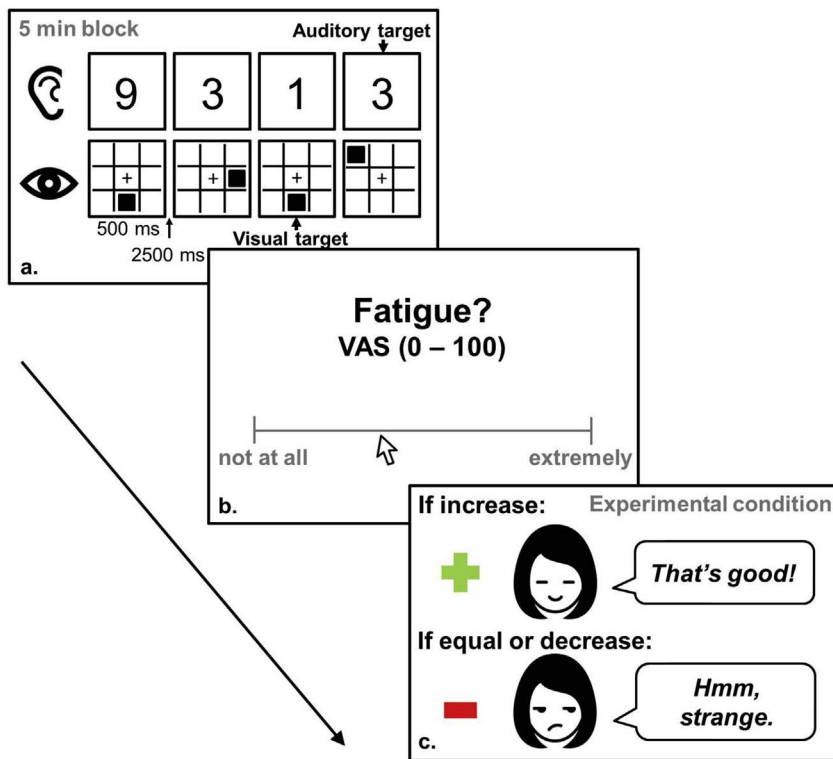 5 min block
Auditory target
9 3 1 3
+ + + +
500 ms
2500 ms
Visual target
a.
Fatigue?
VAS (0 – 100)
not at all
extremely
b.
If increase:
Experimental condition
That's good!
If equal or decrease:
Hmm,
strange.
c.